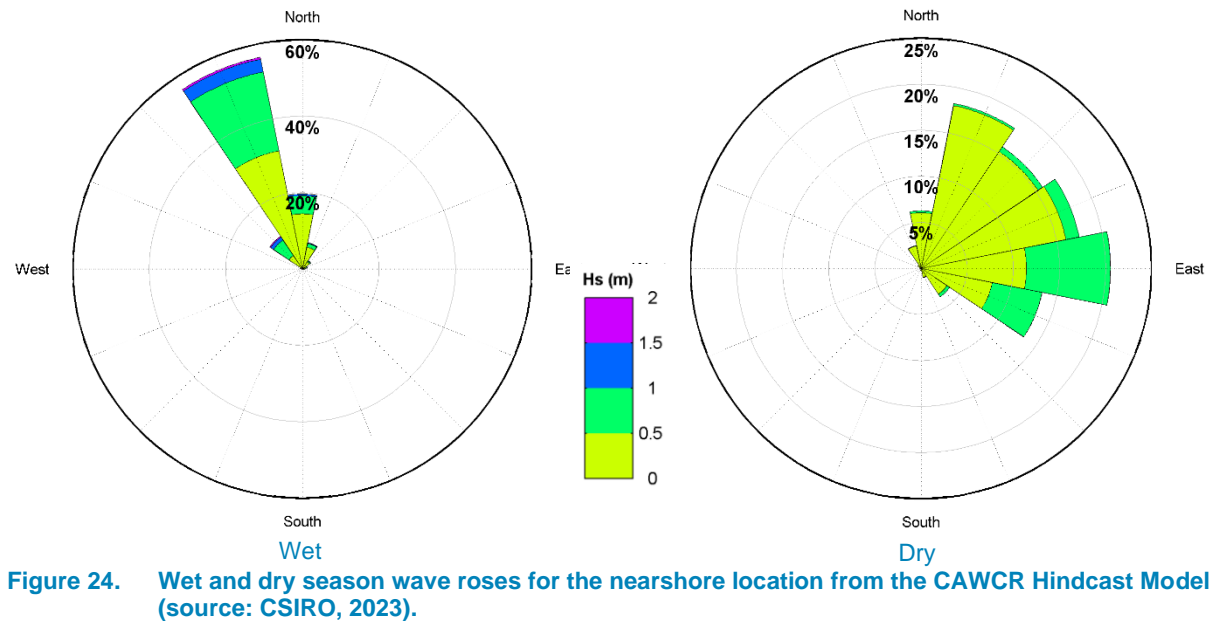 North
60%
40%
20%
West
Ea
South
Wet
Hs (m)
2
1.5
1
0.5
0
North
25%
20%
15%
10%
5%
East
South
Dry
Figure 24. Wet and dry season wave roses for the nearshore location from the CAWCR Hindcast Model
(source: CSIRO, 2023).